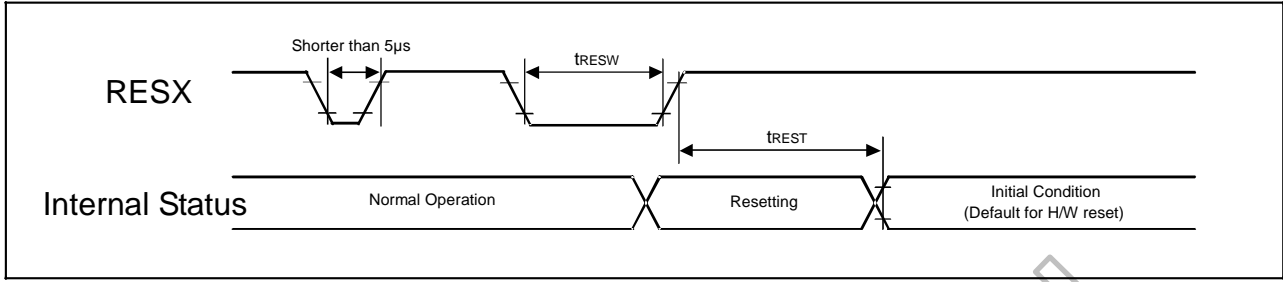 Shorter than 5µs
tRESW
RESX
tREST
Internal Status
Normal Operation
Resetting
Initial Condition
(Default for H/W reset)